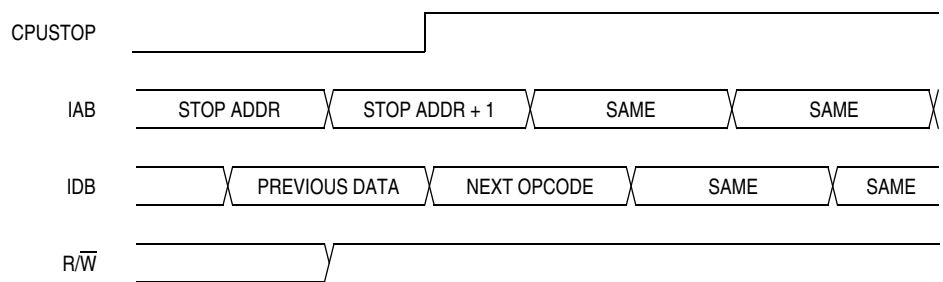 CPUSTOP
IAB STOP ADDR STOP ADDR + 1 SAME SAME
IDB PREVIOUS DATA NEXT OPCODE SAME SAME
R/W̅